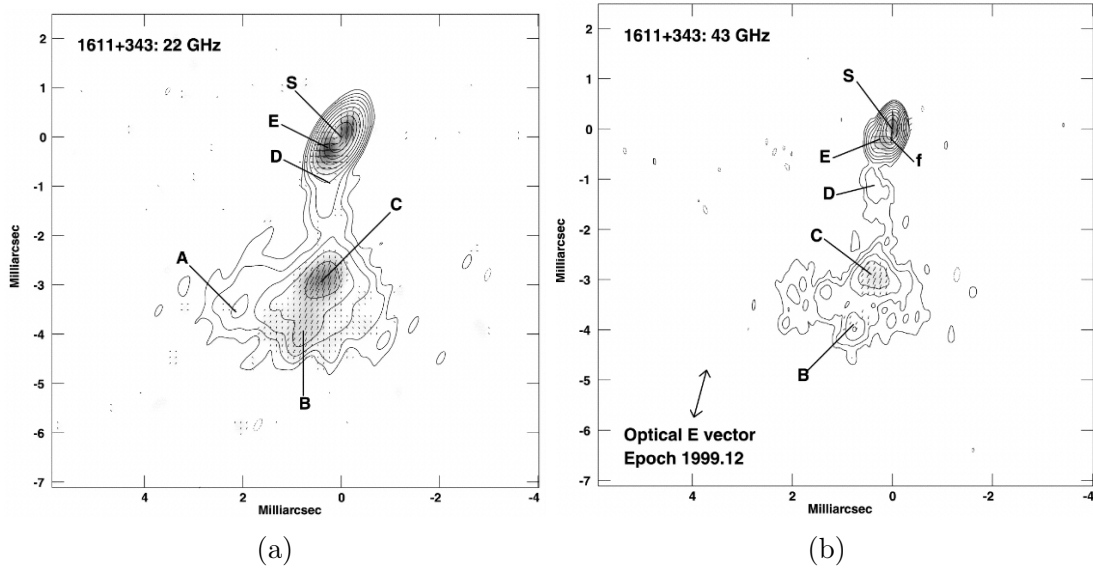 1611+343: 22 GHz
S
E
D
C
A
B
2
1
0
-1
-2
-3
-4
-5
-6
-7
Milliarcsec
4 2 0 -2 -4
Milliarcsec
(a)
1611+343: 43 GHz
S
E
f
D
C
B
Optical E vector
Epoch 1999.12
2
1
0
-1
-2
-3
-4
-5
-6
-7
Milliarcsec
4 2 0 -2 -4
Milliarcsec
(b)